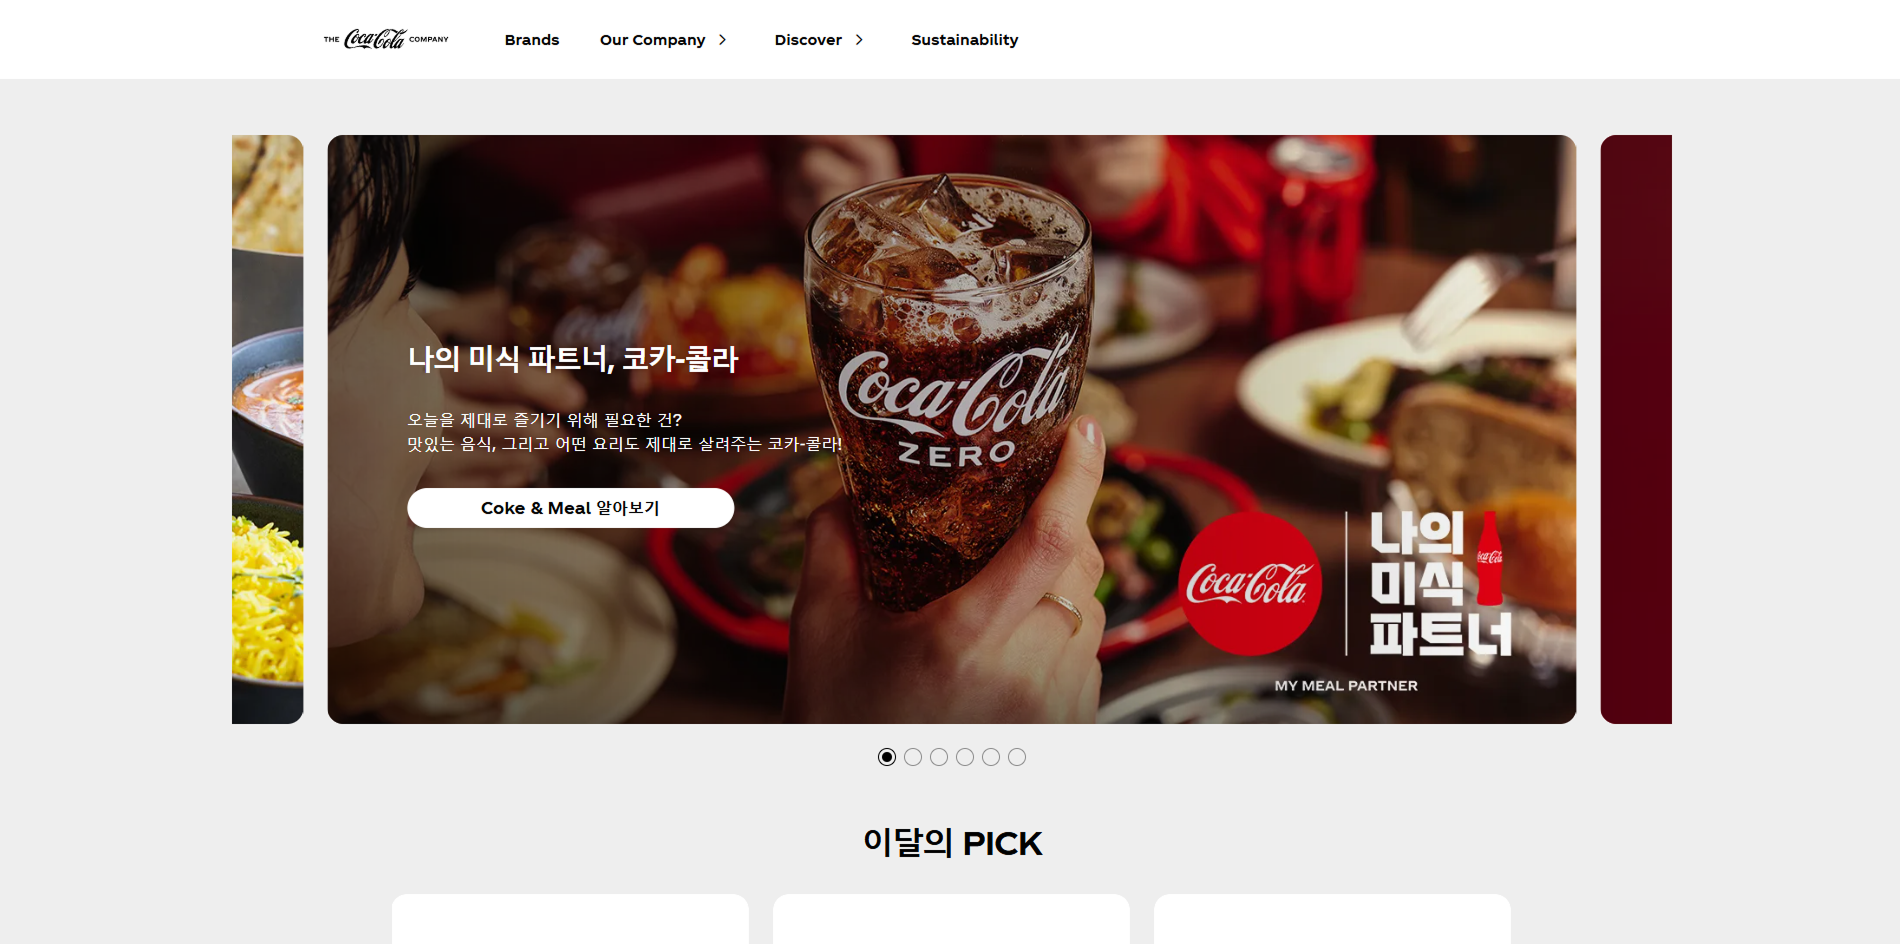 THE Coca-Cola COMPANY
Brands
Our Company
Discover
Sustainability
나의 미식 파트너, 코카-콜라
오늘을 제대로 즐기기 위해 필요한 건?
맛있는 음식, 그리고 어떤 요리도 제대로 살려주는 코카-콜라!
Coke & Meal 알아보기
Coca-Cola
ZERO
Coca-Cola
나의
미식
파트너
Coca-Cola
MY MEAL PARTNER
이달의 PICK